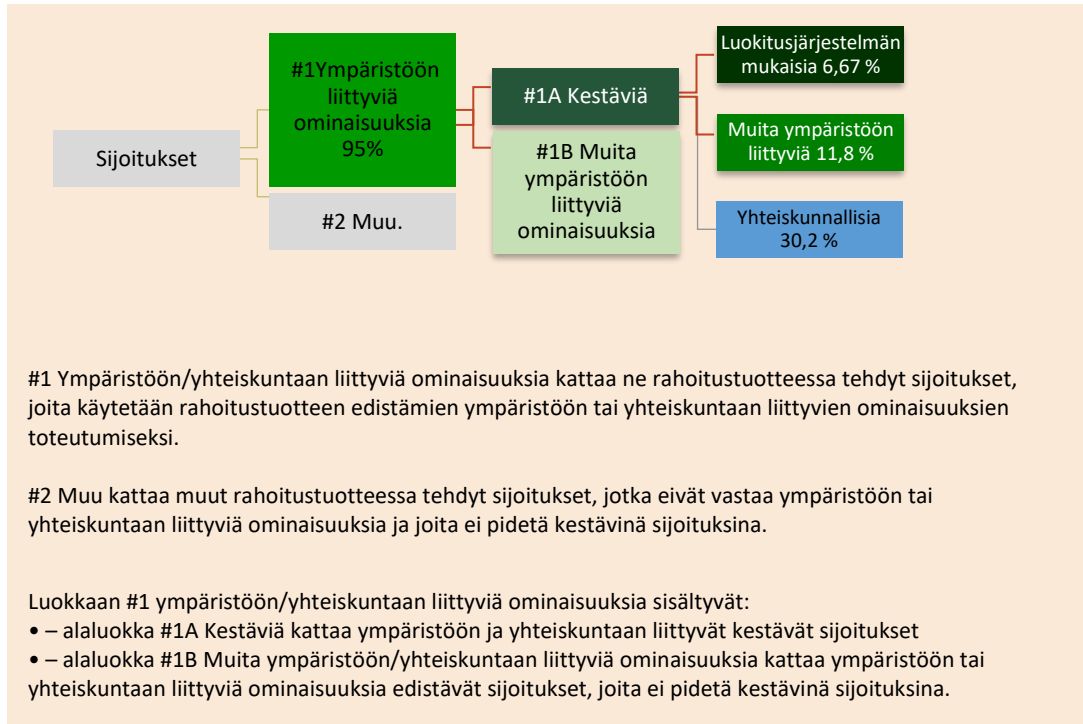 Sijoitukset
#1Ympäristöön
liittyviä
ominaisuuksia
95%
#2 Muu.
#1A Kestäviä
#1B Muita
ympäristöön
liittyviä
ominaisuuksia
Luokitusjärjestelmän
mukaisia 6,67 %
Muita ympäristöön
liittyviä 11,8 %
Yhteiskunnallisia
30,2 %
#1 Ympäristöön/yhteiskuntaan liittyviä ominaisuuksia kattaa ne rahoitustuotteessa tehdyt sijoitukset,
joita käytetään rahoitustuotteen edistämien ympäristöön tai yhteiskuntaan liittyvien ominaisuuksien
toteutumiseksi.
#2 Muu kattaa muut rahoitustuotteessa tehdyt sijoitukset, jotka eivät vastaa ympäristöön tai
yhteiskuntaan liittyviä ominaisuuksia ja joita ei pidetä kestävinä sijoituksina.
Luokkaan #1 ympäristöön/yhteiskuntaan liittyviä ominaisuuksia sisältyvät:
• – alaluokka #1A Kestäviä kattaa ympäristöön ja yhteiskuntaan liittyvät kestävät sijoitukset
• – alaluokka #1B Muita ympäristöön/yhteiskuntaan liittyviä ominaisuuksia kattaa ympäristöön tai
yhteiskuntaan liittyviä ominaisuuksia edistävät sijoitukset, joita ei pidetä kestävinä sijoituksina.